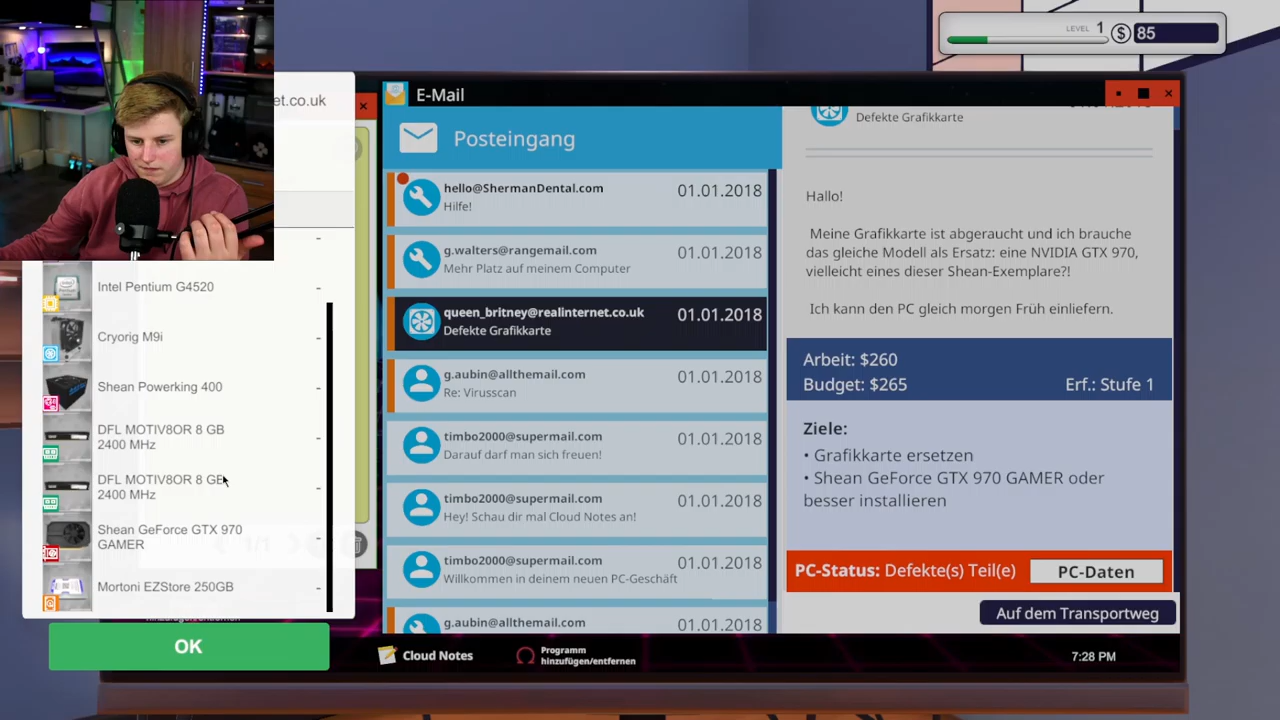 LEVEL 1 $ 85
et.co.uk
E-Mail
Posteingang
hello@ShermanDental.com 01.01.2018
Hilfe!
g.walters@rangemail.com 01.01.2018
Mehr Platz auf meinem Computer
queen_britney@realinternet.co.uk 01.01.2018
Defekte Grafikkarte
g.aubin@allthemail.com 01.01.2018
Re: Virusscan
timbo2000@supermail.com 01.01.2018
Darauf darf man sich freuen!
timbo2000@supermail.com 01.01.2018
Hey! Schau dir mal Cloud Notes an!
timbo2000@supermail.com 01.01.2018
Willkommen in deinem neuen PC-Geschäft
g.aubin@allthemail.com 01.01.2018
Defekte Grafikkarte
Hallo!
Meine Grafikkarte ist abgeraucht und ich brauche
das gleiche Modell als Ersatz: eine NVIDIA GTX 970,
vielleicht eines dieser Shean-Exemplare?!
Ich kann den PC gleich morgen Früh einliefern.
Arbeit: $260
Budget: $265 Erf.: Stufe 1
Ziele:
• Grafikkarte ersetzen
• Shean GeForce GTX 970 GAMER oder
besser installieren
PC-Status: Defekte(s) Teil(e) PC-Daten
Auf dem Transportweg
-
Intel Pentium G4520 -
Cryorig M9i -
Shean Powerking 400 -
DFL MOTIV8OR 8 GB
2400 MHz -
DFL MOTIV8OR 8 GB
2400 MHz -
Shean GeForce GTX 970
GAMER -
Mortoni EZStore 250GB -
OK
Cloud Notes
Programm
hinzufügen/entfernen
7:28 PM